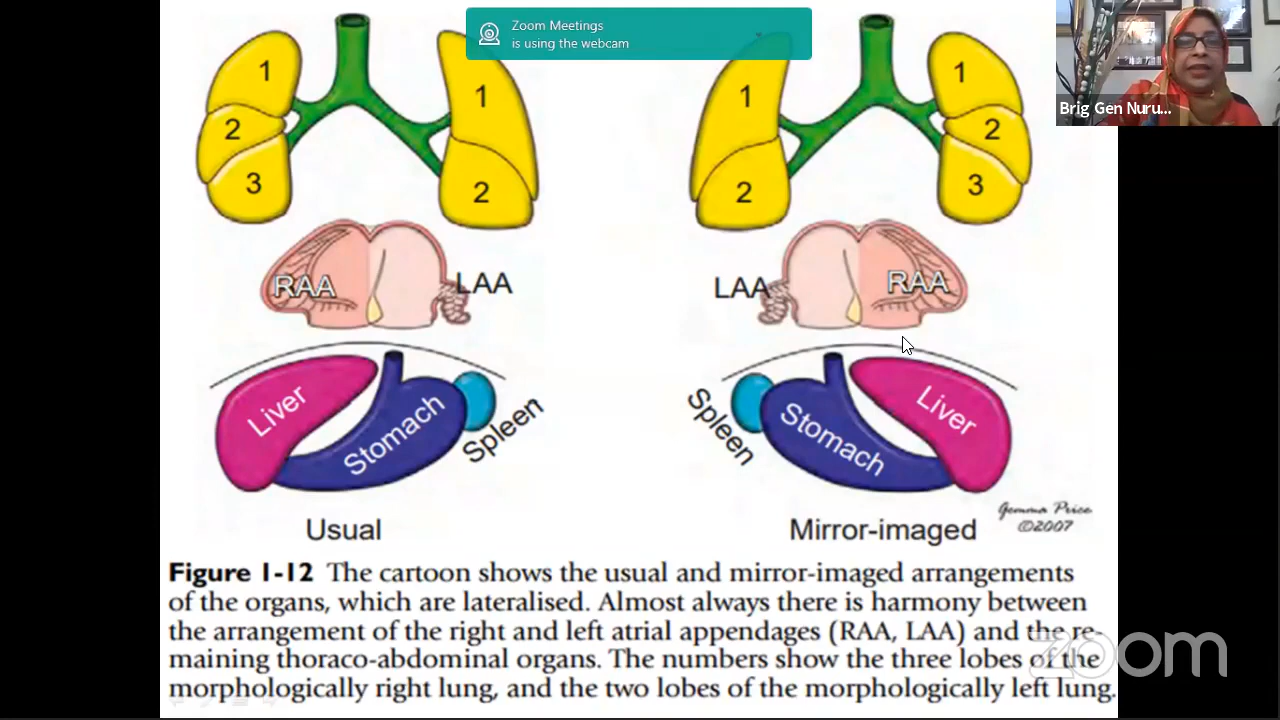 Zoom Meetings
is using the webcam
Brig Gen Nuru...
1
2
3
1
2
1
2
1
2
3
RAA
LAA
LAA
RAA
Liver
Stomach
Spleen
Spleen
Stomach
Liver
Usual
Mirror-imaged
Gemma Price
©2007
Figure 1-12 The cartoon shows the usual and mirror-imaged arrangements
of the organs, which are lateralised. Almost always there is harmony between
the arrangement of the right and left atrial appendages (RAA, LAA) and the re-
maining thoraco-abdominal organs. The numbers show the three lobes of the
morphologically right lung, and the two lobes of the morphologically left lung.
zoom